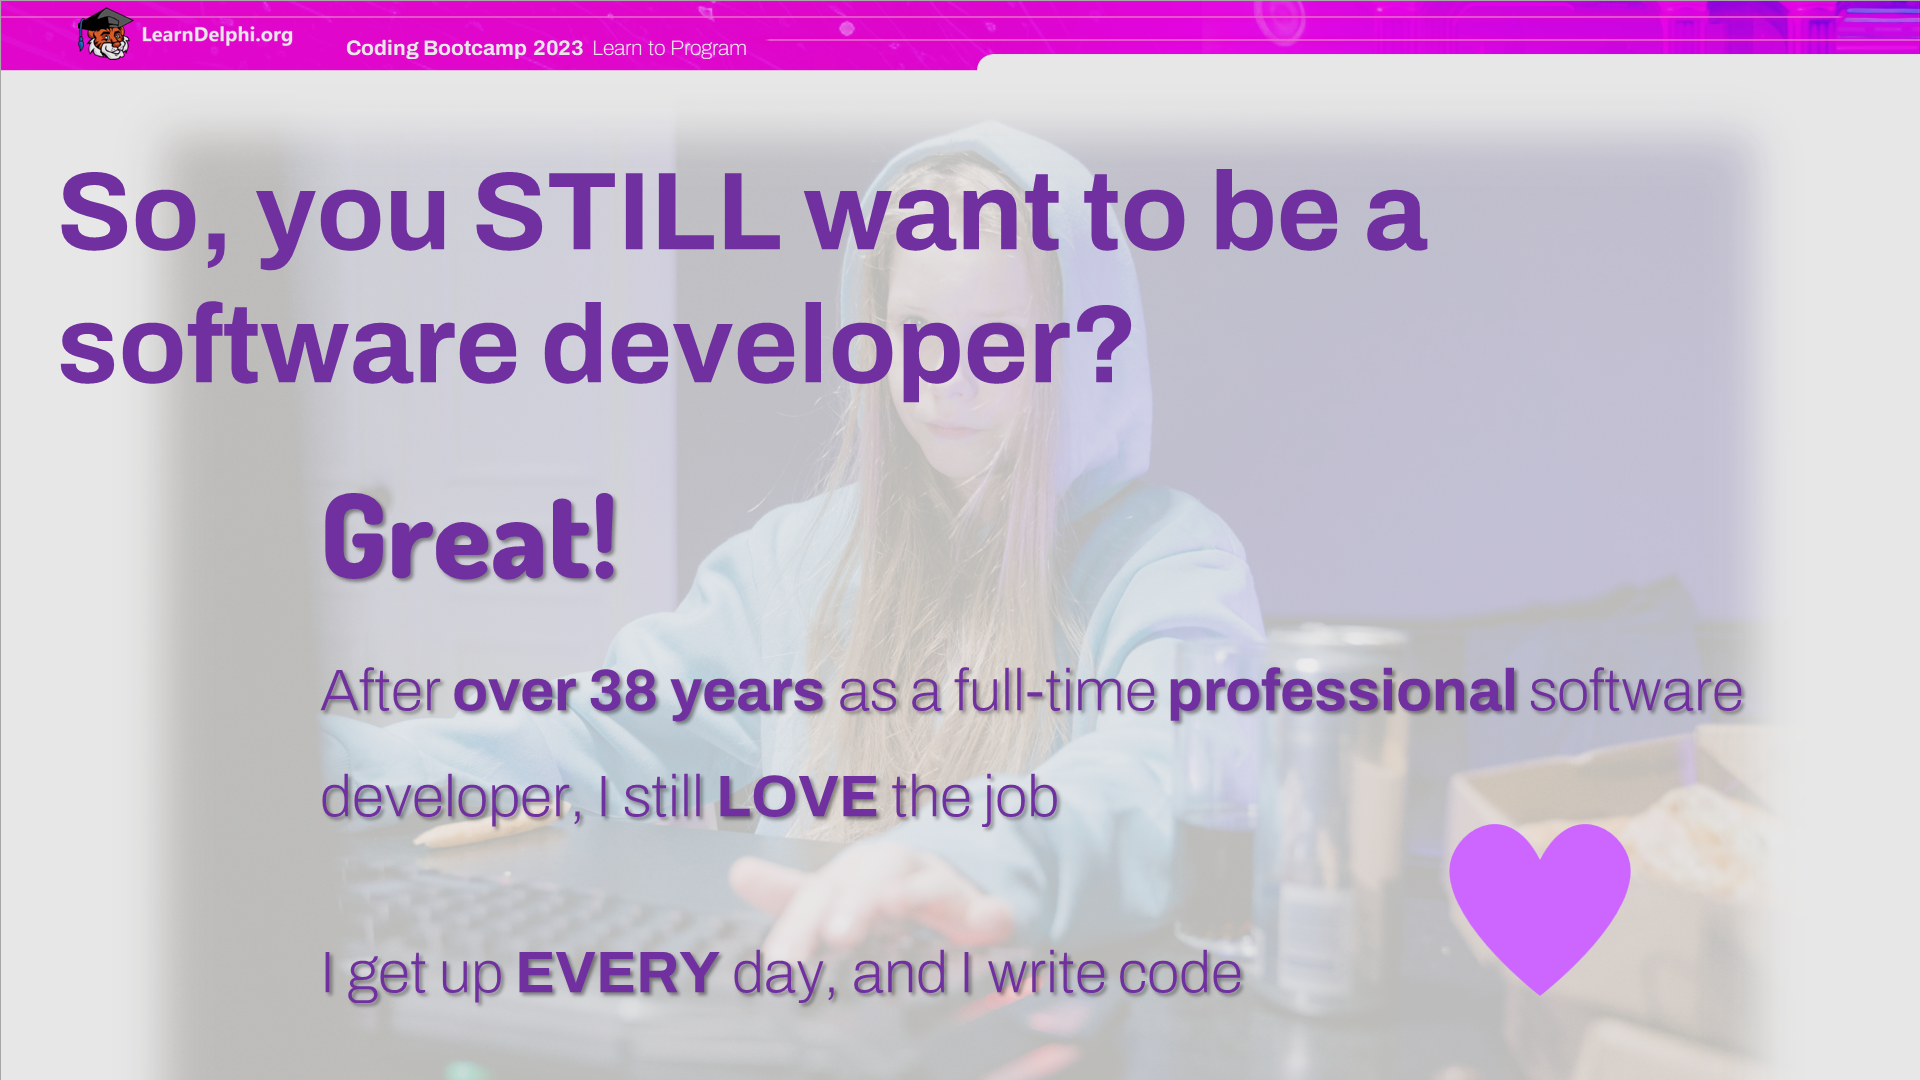 LearnDelphi.org
Coding Bootcamp 2023 Learn to Program
So, you STILL want to be a
software developer?
Great!
After over 38 years as a full-time professional software
developer, I still LOVE the job
I get up EVERY day, and I write code